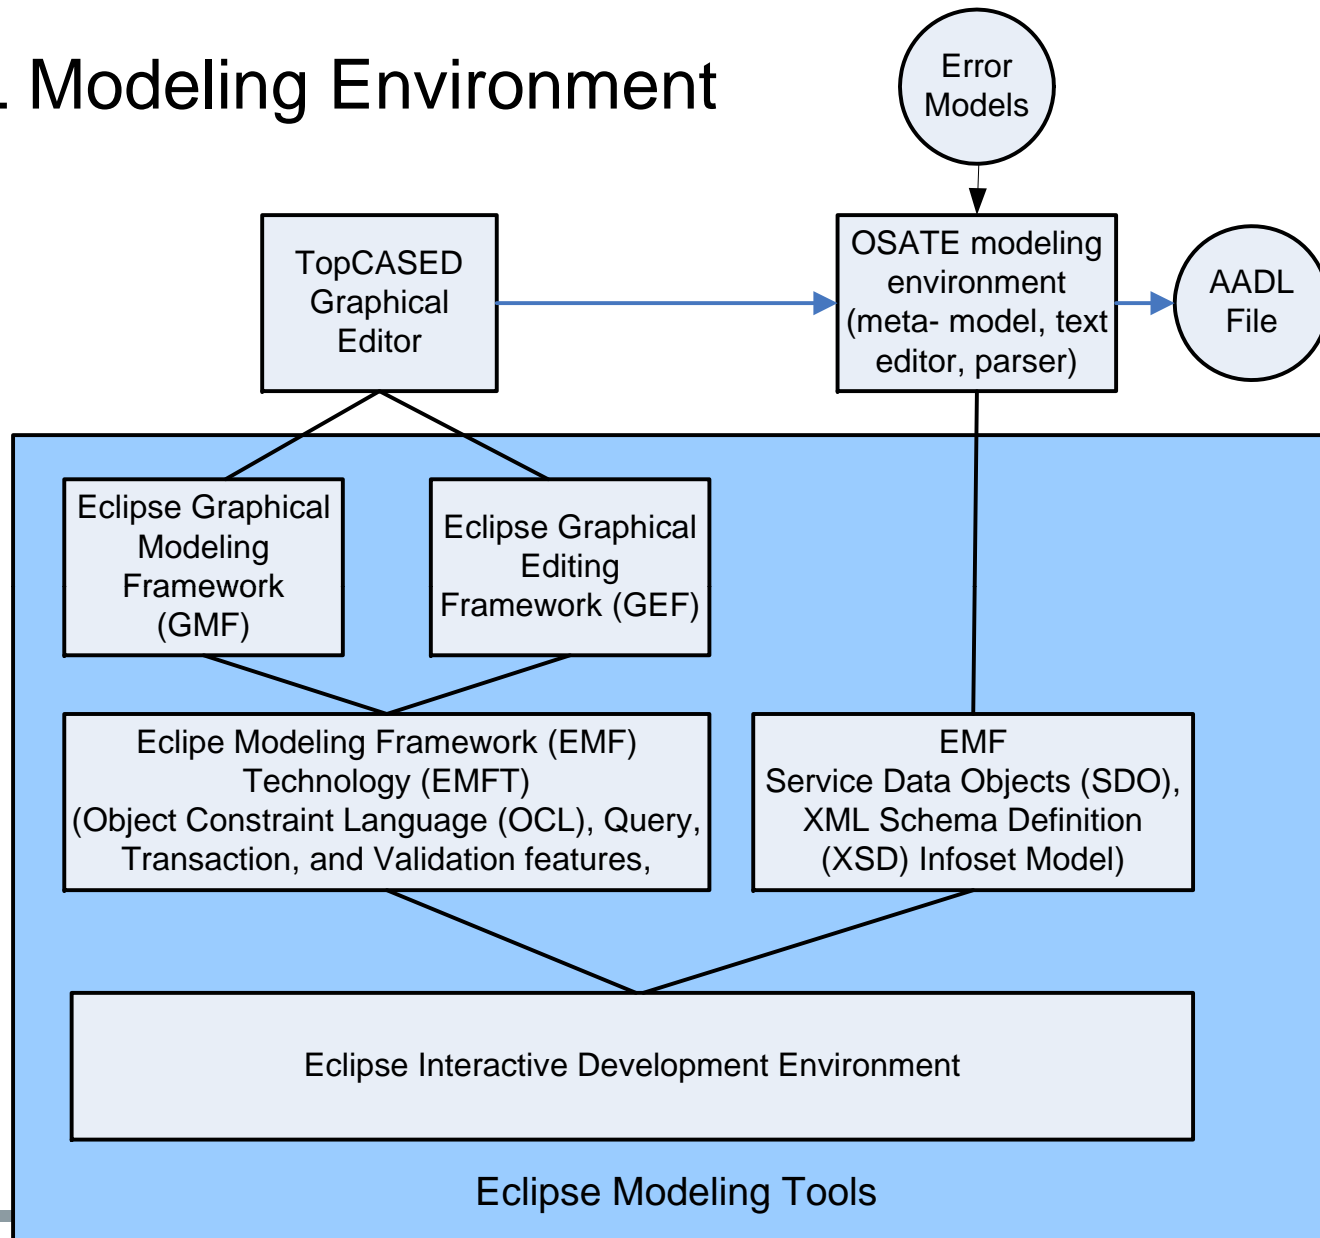 L Modeling Environment
Error
Models
TopCASED
Graphical
Editor
OSATE modeling
environment
(meta- model, text
editor, parser)
AADL
File
Eclipse Graphical
Modeling
Framework
(GMF)
Eclipse Graphical
Editing
Framework (GEF)
Eclipe Modeling Framework (EMF)
Technology (EMFT)
(Object Constraint Language (OCL), Query,
Transaction, and Validation features,
EMF
Service Data Objects (SDO),
XML Schema Definition
(XSD) Infoset Model)
Eclipse Interactive Development Environment
Eclipse Modeling Tools